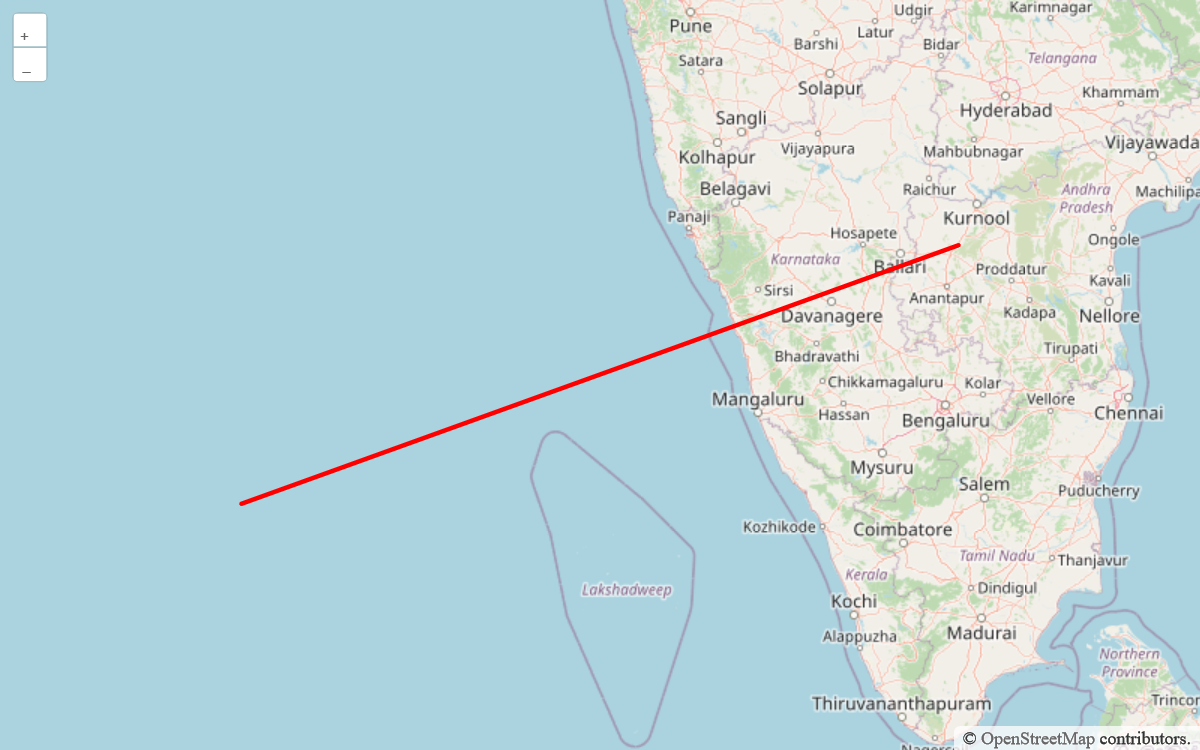 +
–
Pune
Udgir
Karimnagar
Latur
Barshi
Bidar
Satara
Telangana
Solapur
Khammam
Hyderabad
Sangli
Vijayapura
Vijayawada
Kolhapur
Mahbubnagar
Belagavi
Raichur
Andhra
Pradesh
Machilipa
Panaji
Kurnool
Hosapete
Ongole
Karnataka
Ballari
Proddatur
Kavali
Sirsi
Anantapur
Davanagere
Kadapa
Nellore
Bhadravathi
Tirupati
Chikkamagaluru
Kolar
Mangaluru
Vellore
Hassan
Bengaluru
Chennai
Mysuru
Salem
Puducherry
Kozhikode
Coimbatore
Tamil Nadu
Thanjavur
Kerala
Lakshadweep
Dindigul
Kochi
Alappuzha
Madurai
Northern
Province
Thiruvananthapuram
Trincor
© OpenStreetMap contributors.